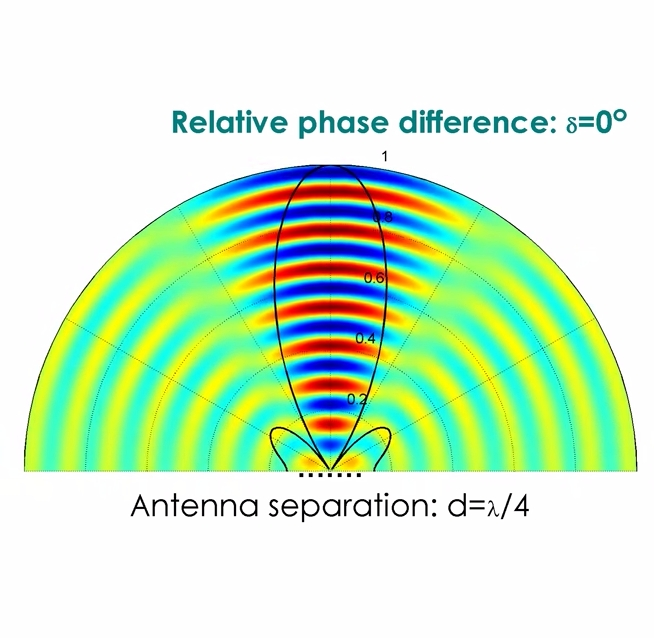 Relative phase difference: δ=0°
1
0.8
0.6
0.4
0.2
Antenna separation: d=λ/4